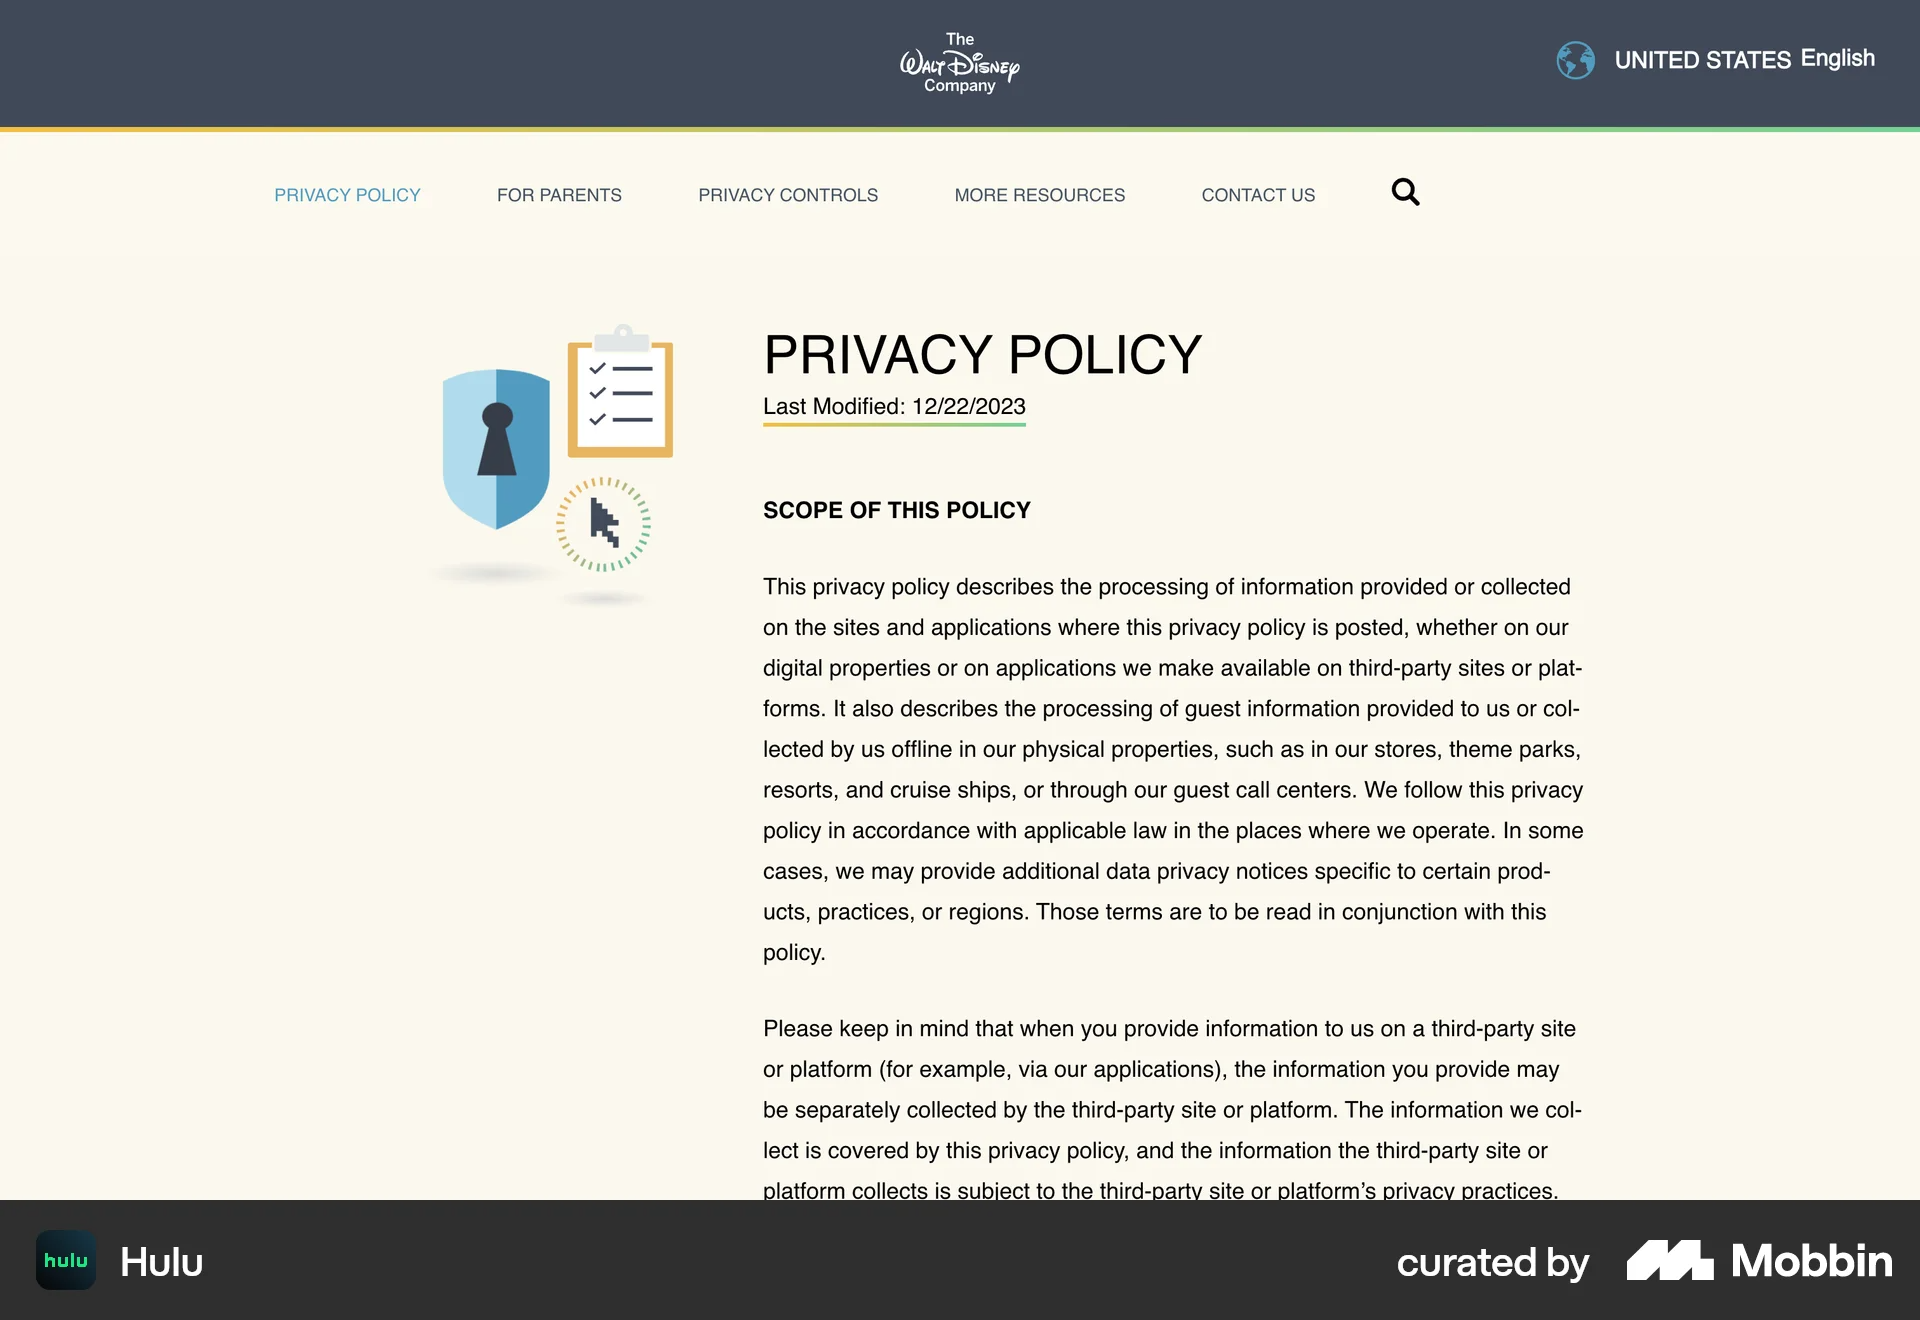 The
Walt Disney
Company
UNITED STATES English
PRIVACY POLICY FOR PARENTS PRIVACY CONTROLS MORE RESOURCES CONTACT US
PRIVACY POLICY
Last Modified: 12/22/2023
SCOPE OF THIS POLICY
This privacy policy describes the processing of information provided or collected
on the sites and applications where this privacy policy is posted, whether on our
digital properties or on applications we make available on third-party sites or plat-
forms. It also describes the processing of guest information provided to us or col-
lected by us offline in our physical properties, such as in our stores, theme parks,
resorts, and cruise ships, or through our guest call centers. We follow this privacy
policy in accordance with applicable law in the places where we operate. In some
cases, we may provide additional data privacy notices specific to certain prod-
ucts, practices, or regions. Those terms are to be read in conjunction with this
policy.
Please keep in mind that when you provide information to us on a third-party site
or platform (for example, via our applications), the information you provide may
be separately collected by the third-party site or platform. The information we col-
lect is covered by this privacy policy, and the information the third-party site or
platform collects is subject to the third-party site or platform’s privacy practices.
hulu Hulu
curated by Mobbin